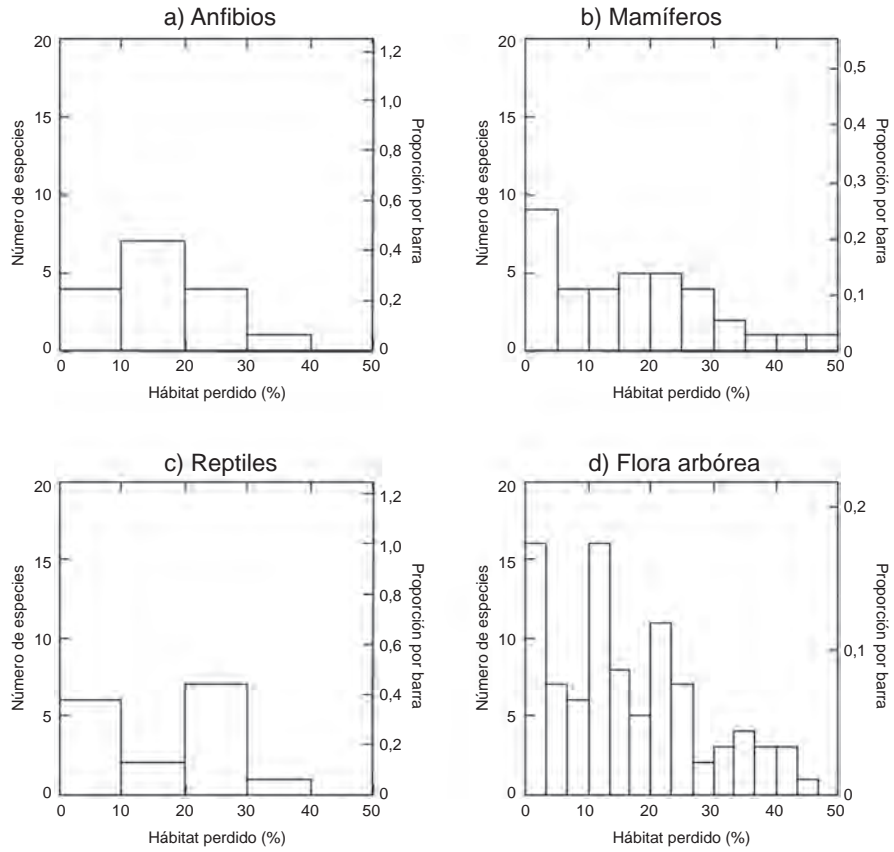 a) Anfibios
20
15
10
5
0
Número de especies
1,2
1,0
0,8
0,6
0,4
0,2
0
Proporción por barra
0 10 20 30 40 50
Hábitat perdido (%)
b) Mamíferos
20
15
10
5
0
Número de especies
0,5
0,4
0,3
0,2
0,1
0
Proporción por barra
0 10 20 30 40 50
Hábitat perdido (%)
c) Reptiles
20
15
10
5
0
Número de especies
1,2
1,0
0,8
0,6
0,4
0,2
0
Proporción por barra
0 10 20 30 40 50
Hábitat perdido (%)
d) Flora arbórea
20
15
10
5
0
Número de especies
0,2
0,1
0
Proporción por barra
0 10 20 30 40 50
Hábitat perdido (%)